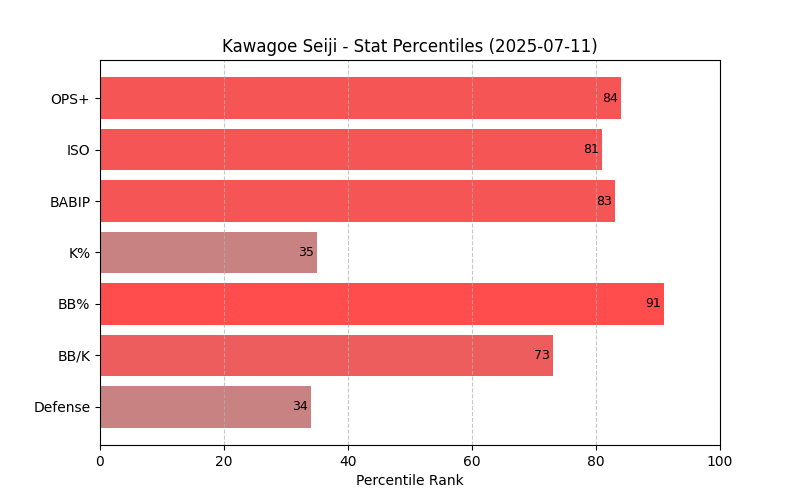 Kawagoe Seiji - Stat Percentiles (2025-07-11)
OPS+ 84
ISO 81
BABIP 83
K% 35
BB% 91
BB/K 73
Defense 34
0 20 40 60 80 100
Percentile Rank